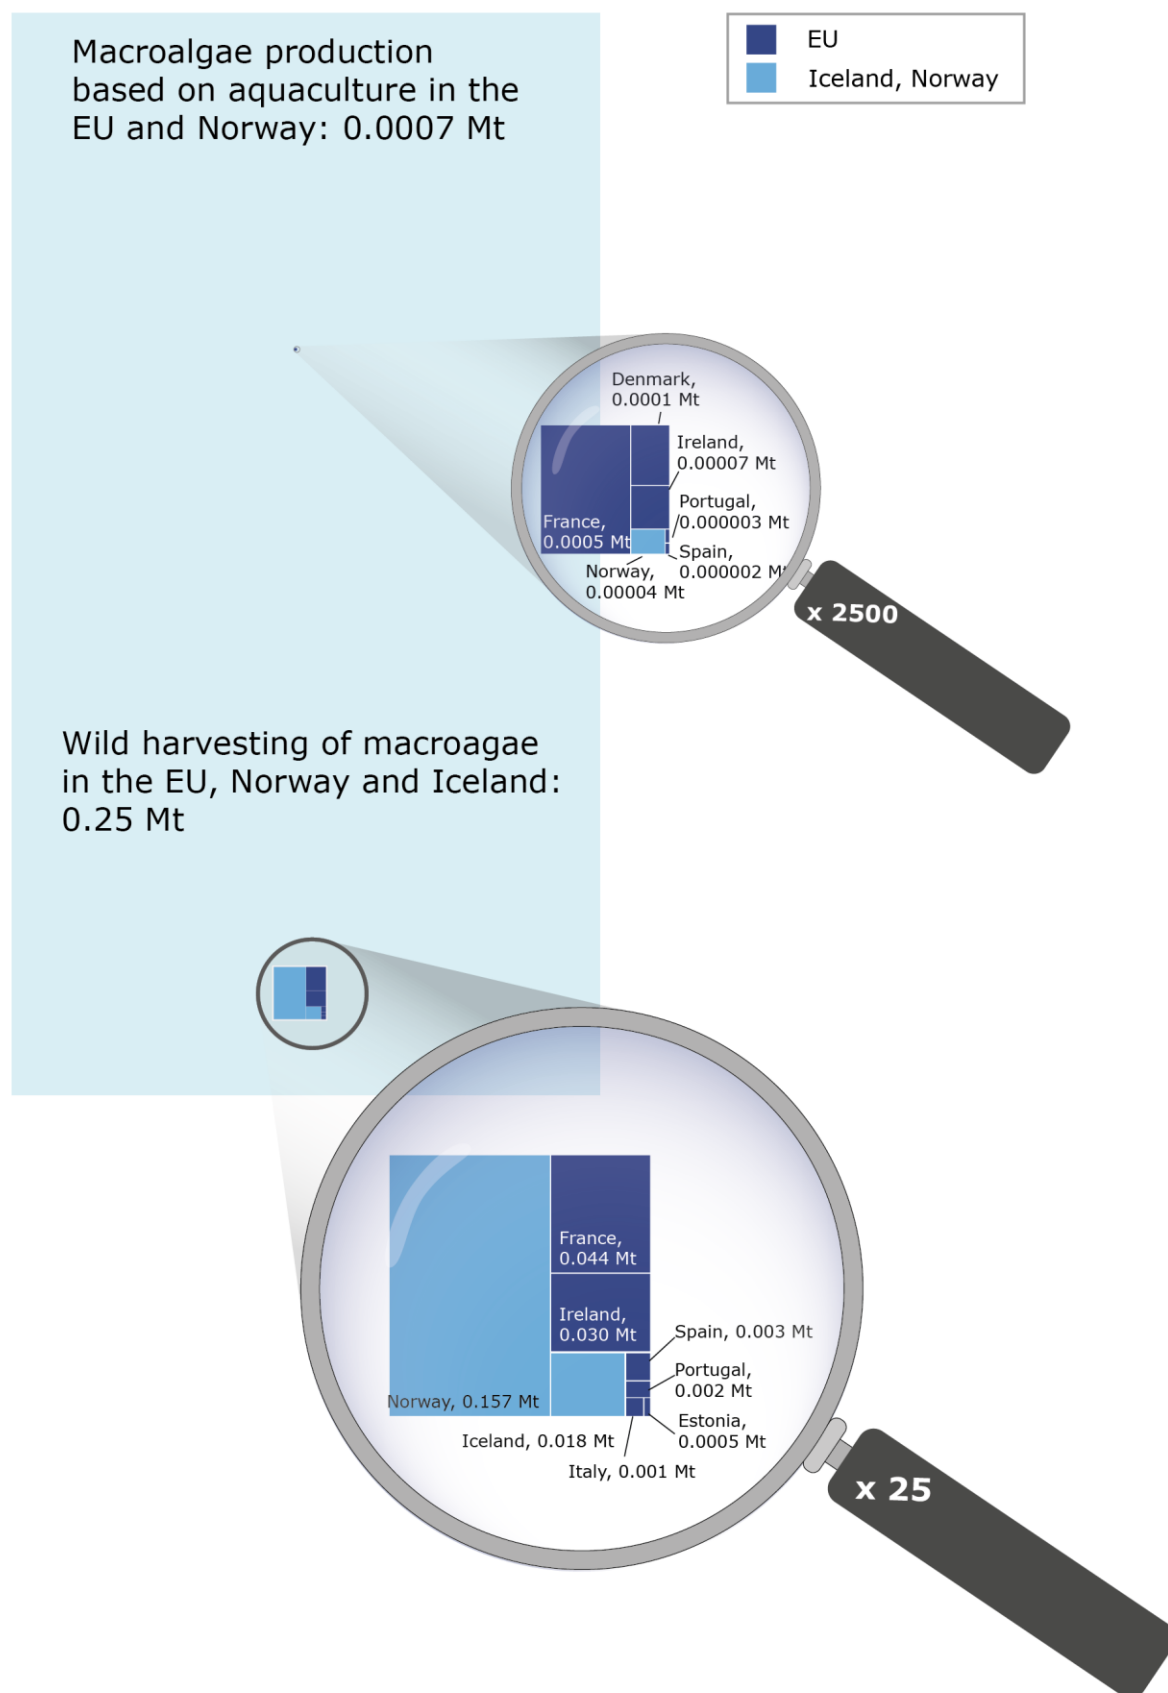 Macroalgae production
based on aquaculture in the
EU and Norway: 0.0007 Mt
EU
Iceland, Norway
Denmark,
0.0001 Mt
Ireland,
0.00007 Mt
Portugal,
0.000003 Mt
France,
0.0005 Mt
Spain,
0.000002 Mt
Norway,
0.00004 Mt
x 2500
Wild harvesting of macroagae
in the EU, Norway and Iceland:
0.25 Mt
France,
0.044 Mt
Ireland,
0.030 Mt
Spain, 0.003 Mt
Portugal,
0.002 Mt
Norway, 0.157 Mt
Estonia,
0.0005 Mt
Iceland, 0.018 Mt
Italy, 0.001 Mt
x 25